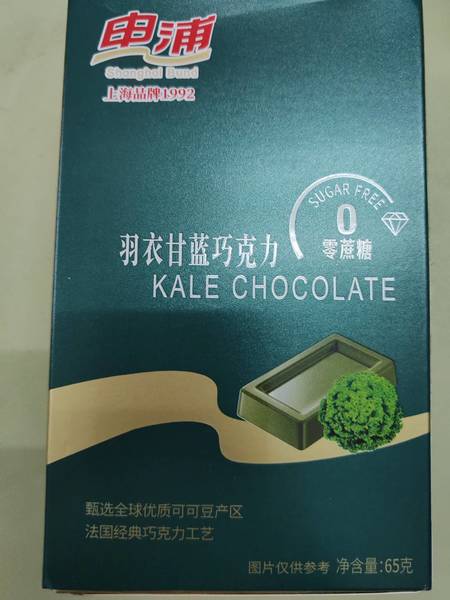 申浦
Shanghai Bund
上海品牌1992
SUGAR FREE
0
零蔗糖
羽衣甘蓝巧克力
KALE CHOCOLATE
甄选全球优质可可豆产区
法国经典巧克力工艺
图片仅供参考 净含量:65克